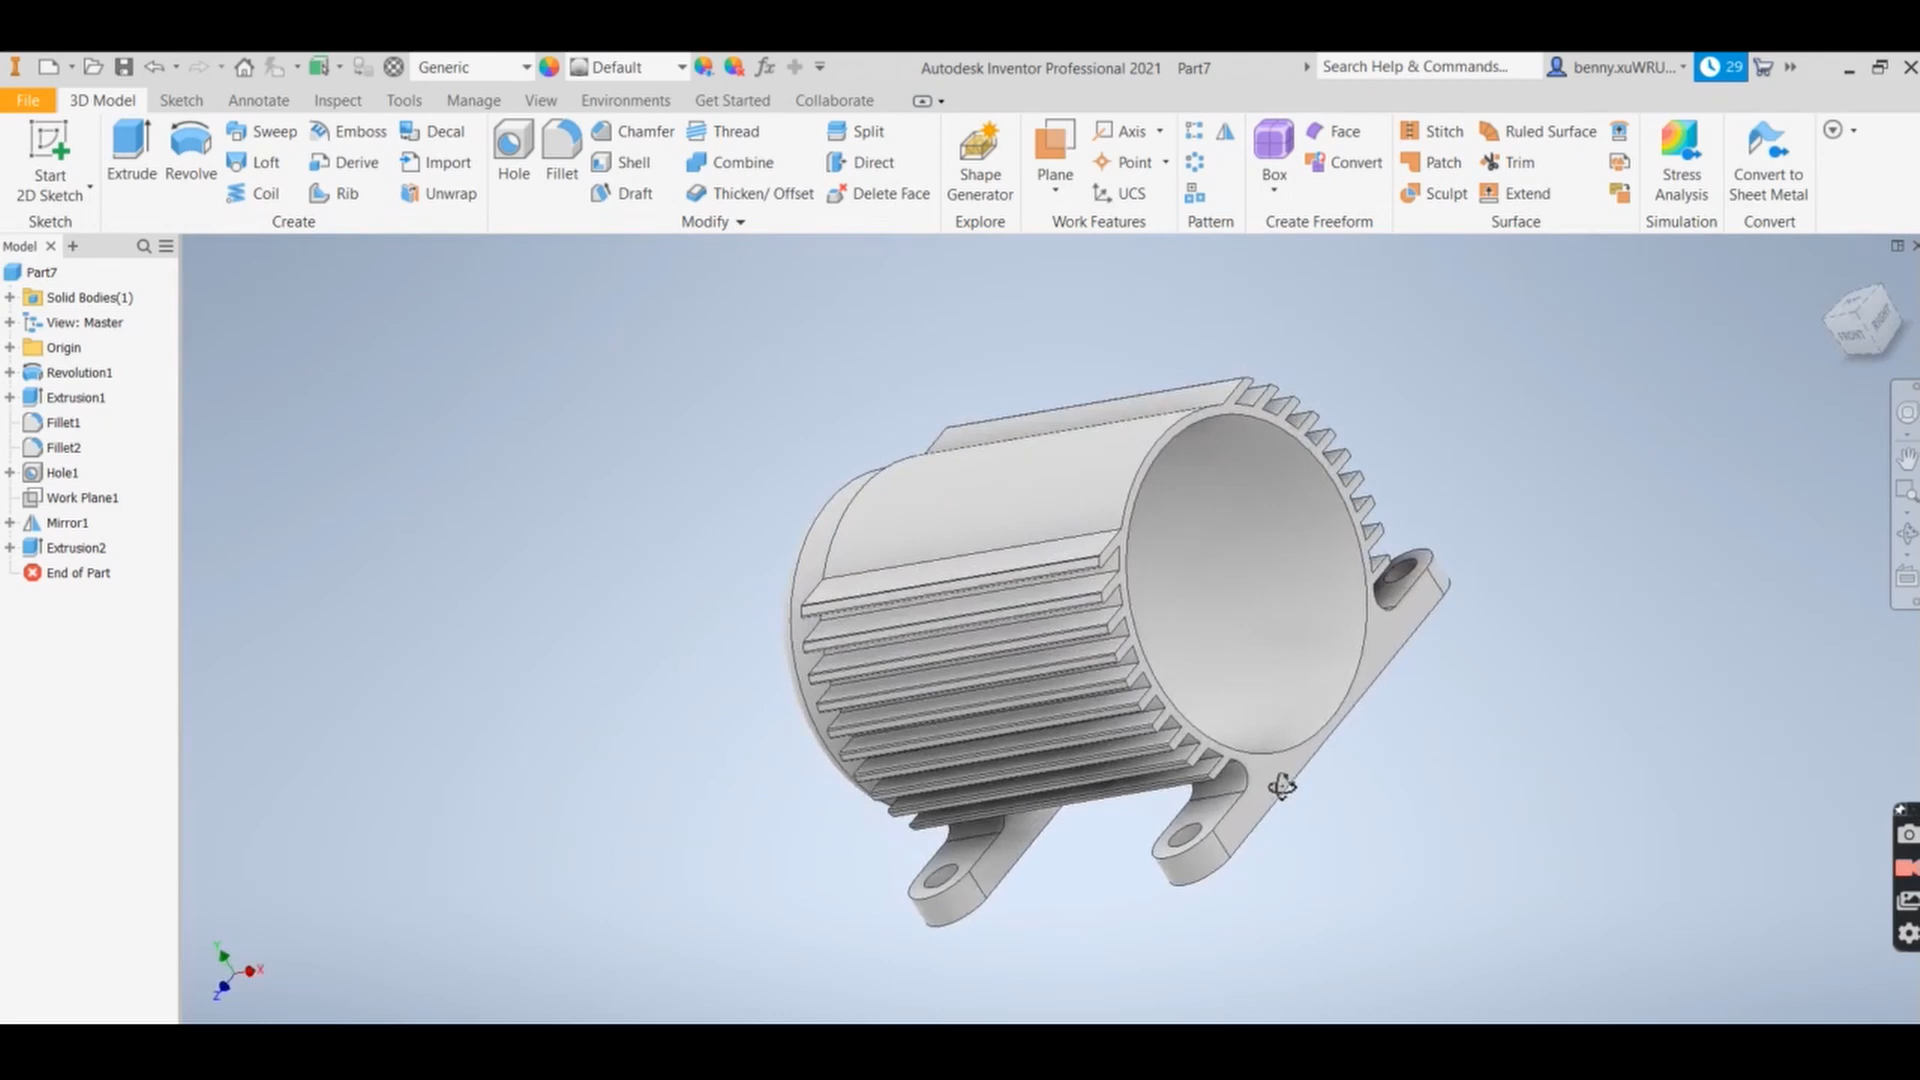 Generic
Default
fx
Autodesk Inventor Professional 2021 Part7
Search Help & Commands...
benny.xuWRU...
29
File 3D Model Sketch Annotate Inspect Tools Manage View Environments Get Started Collaborate
Start
2D Sketch
Sketch
Extrude
Revolve
Sweep
Loft
Coil
Emboss
Derive
Rib
Decal
Import
Unwrap
Create
Hole
Fillet
Chamfer
Shell
Draft
Thread
Combine
Thicken/ Offset
Split
Direct
Delete Face
Modify
Shape
Generator
Explore
Plane
Axis
Point
UCS
Work Features
Pattern
Box
Face
Convert
Create Freeform
Stitch
Patch
Sculpt
Ruled Surface
Trim
Extend
Surface
Stress
Analysis
Simulation
Convert to
Sheet Metal
Convert
Model
Part7
Solid Bodies(1)
View: Master
Origin
Revolution1
Extrusion1
Fillet1
Fillet2
Hole1
Work Plane1
Mirror1
Extrusion2
End of Part
FRONT
RIGHT
Y
X
Z